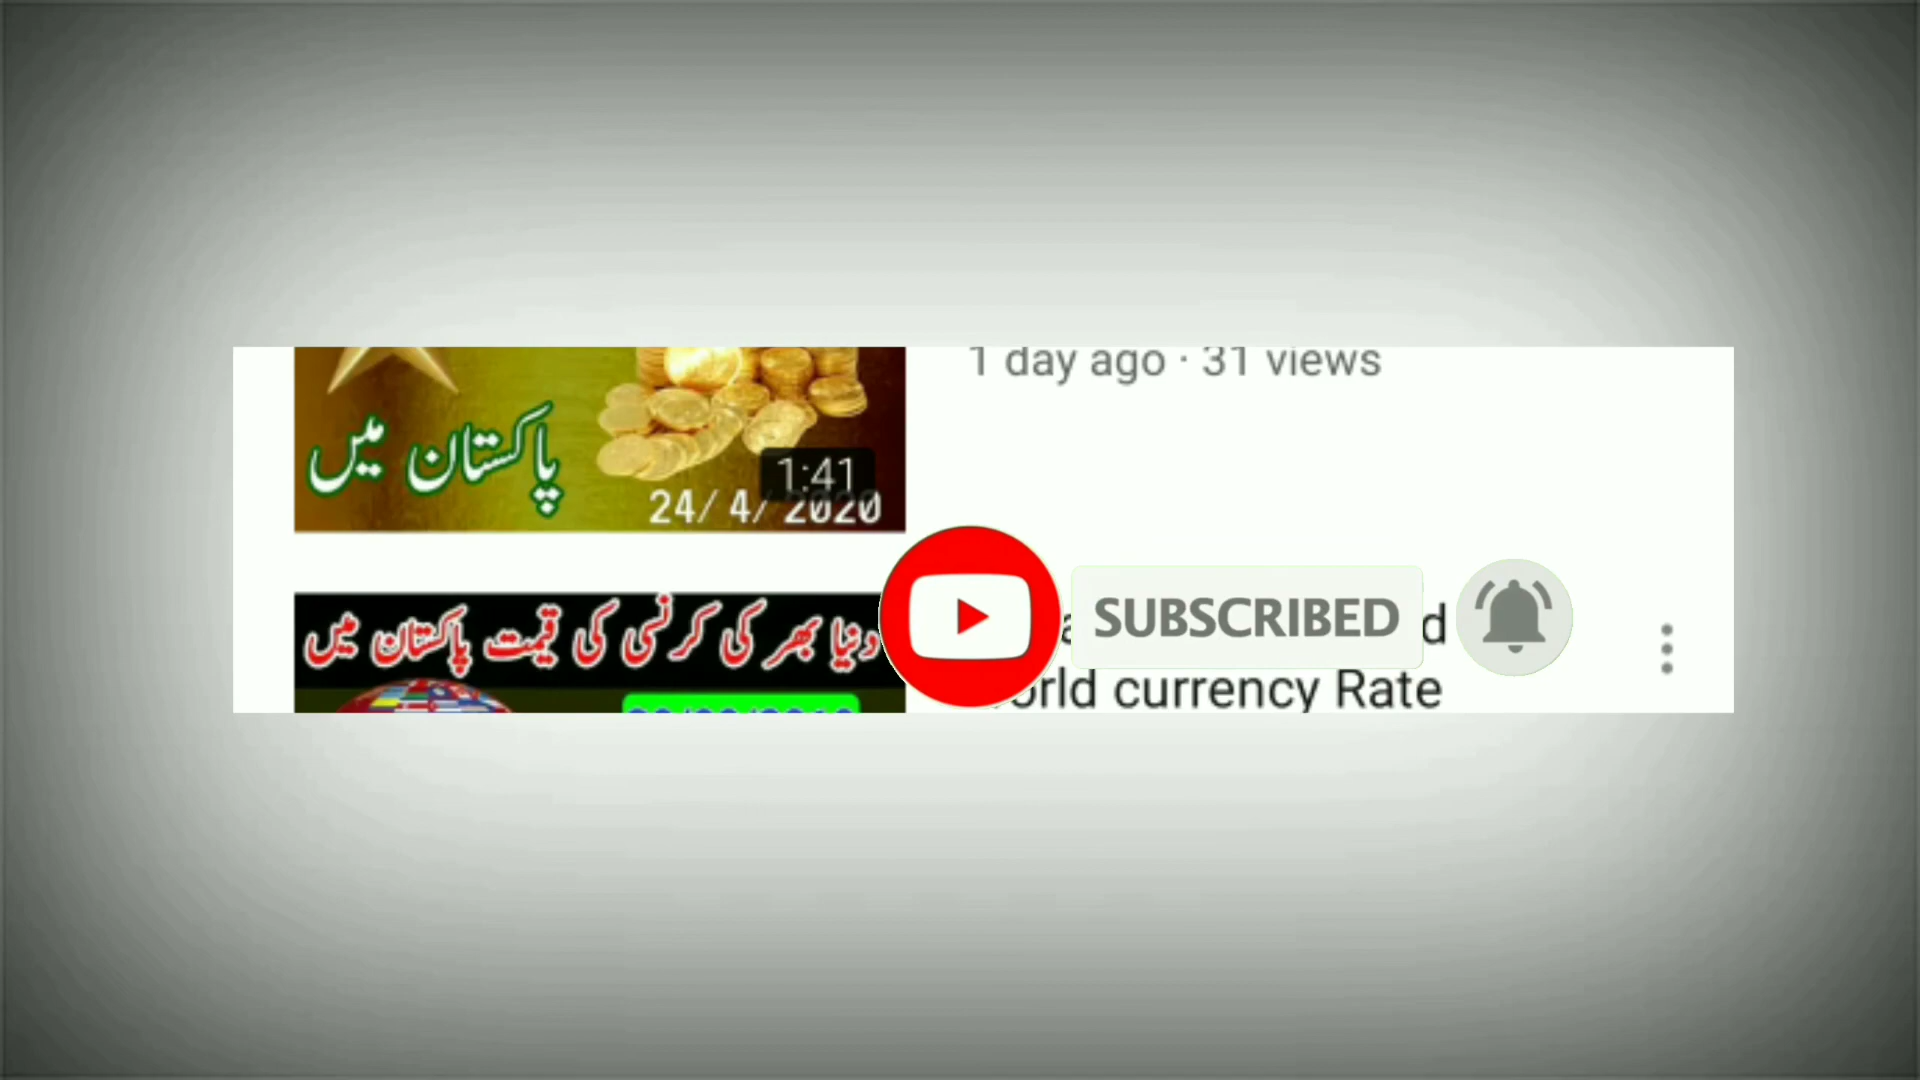 1 day ago · 31 views
پاکستان میں
1:41
24/ 4/ 2020
دنیا بھر کی کرنسی کی قیمت پاکستان میں
SUBSCRIBED
currency Rate